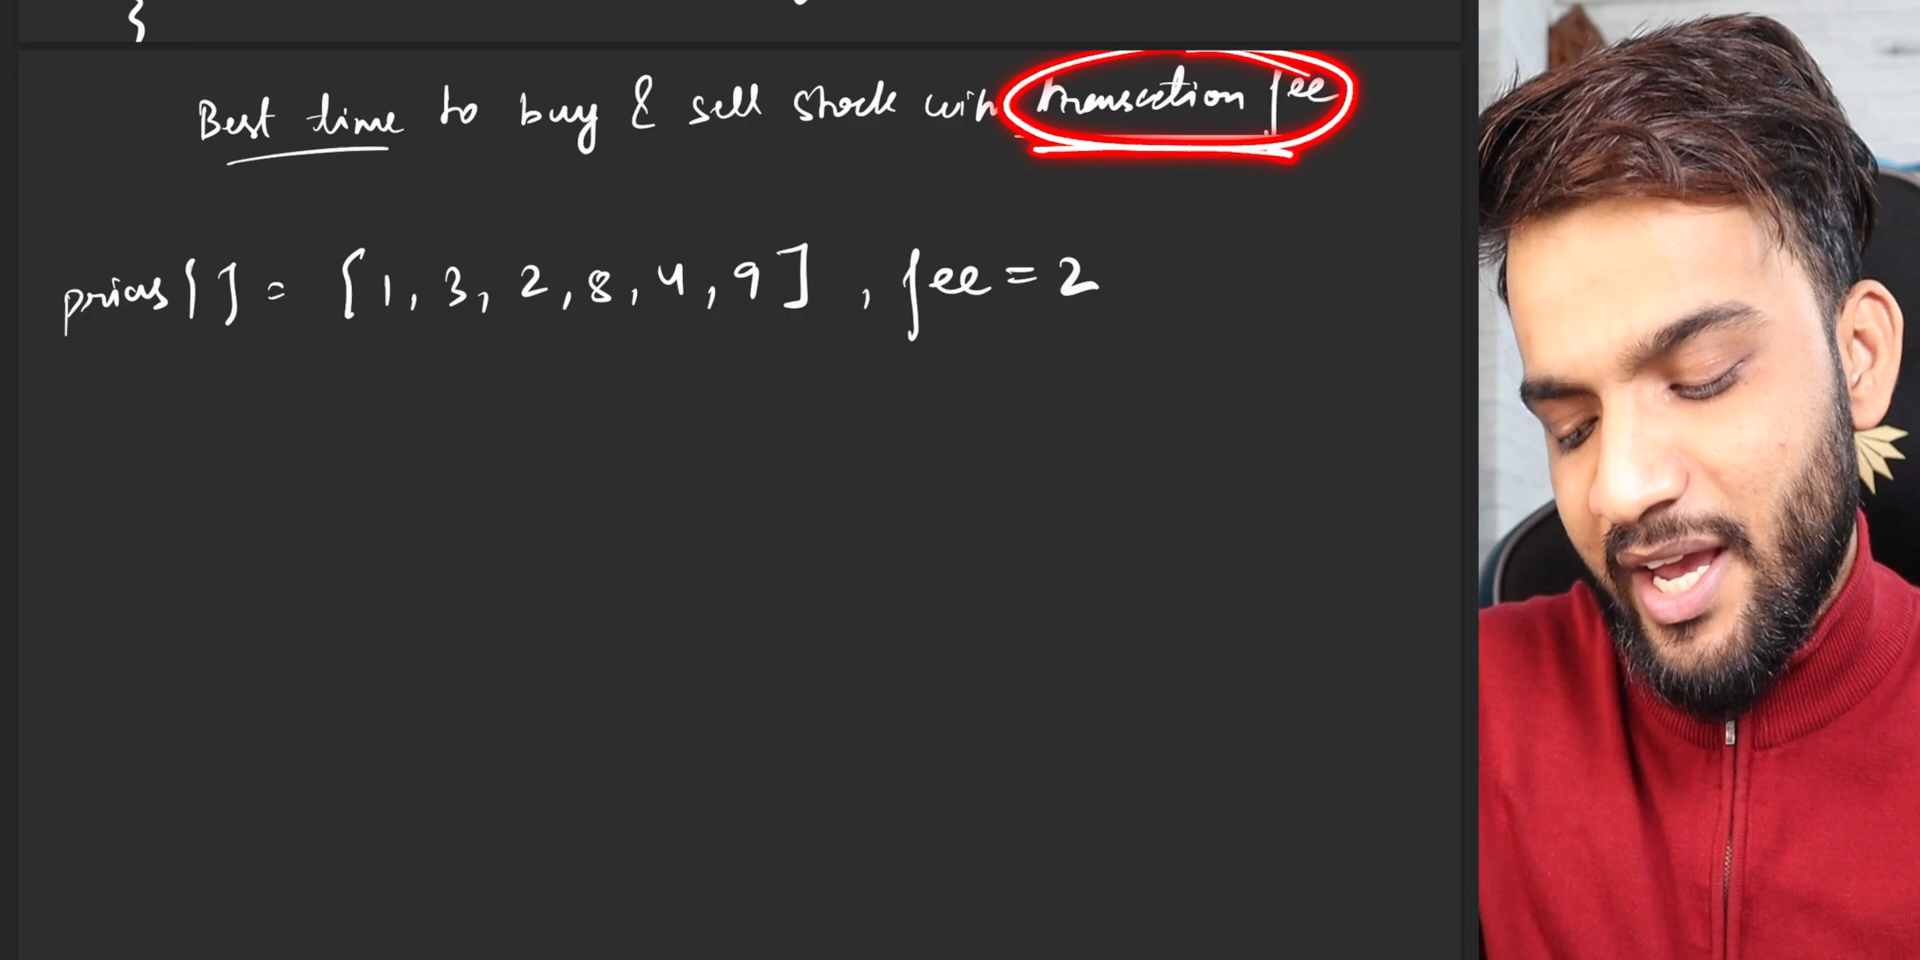 }
Best time to buy & sell stock with transaction fee
prices[] = [1, 3, 2, 8, 4, 9], fee = 2